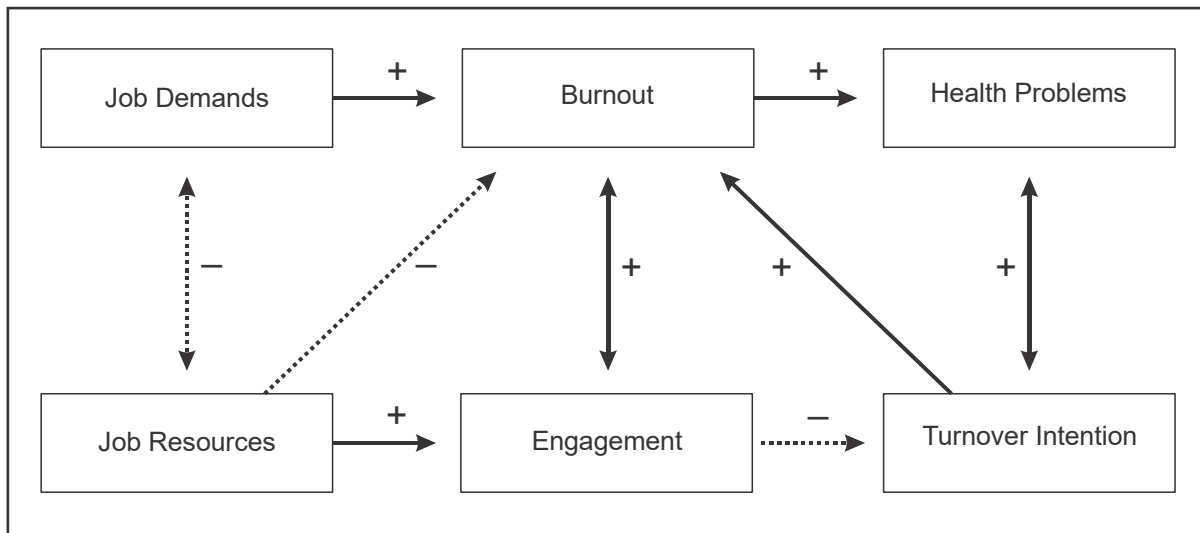 +
+
Job Demands
Burnout
Health Problems
–
–
+
+
+
+
–
Job Resources
Engagement
Turnover Intention